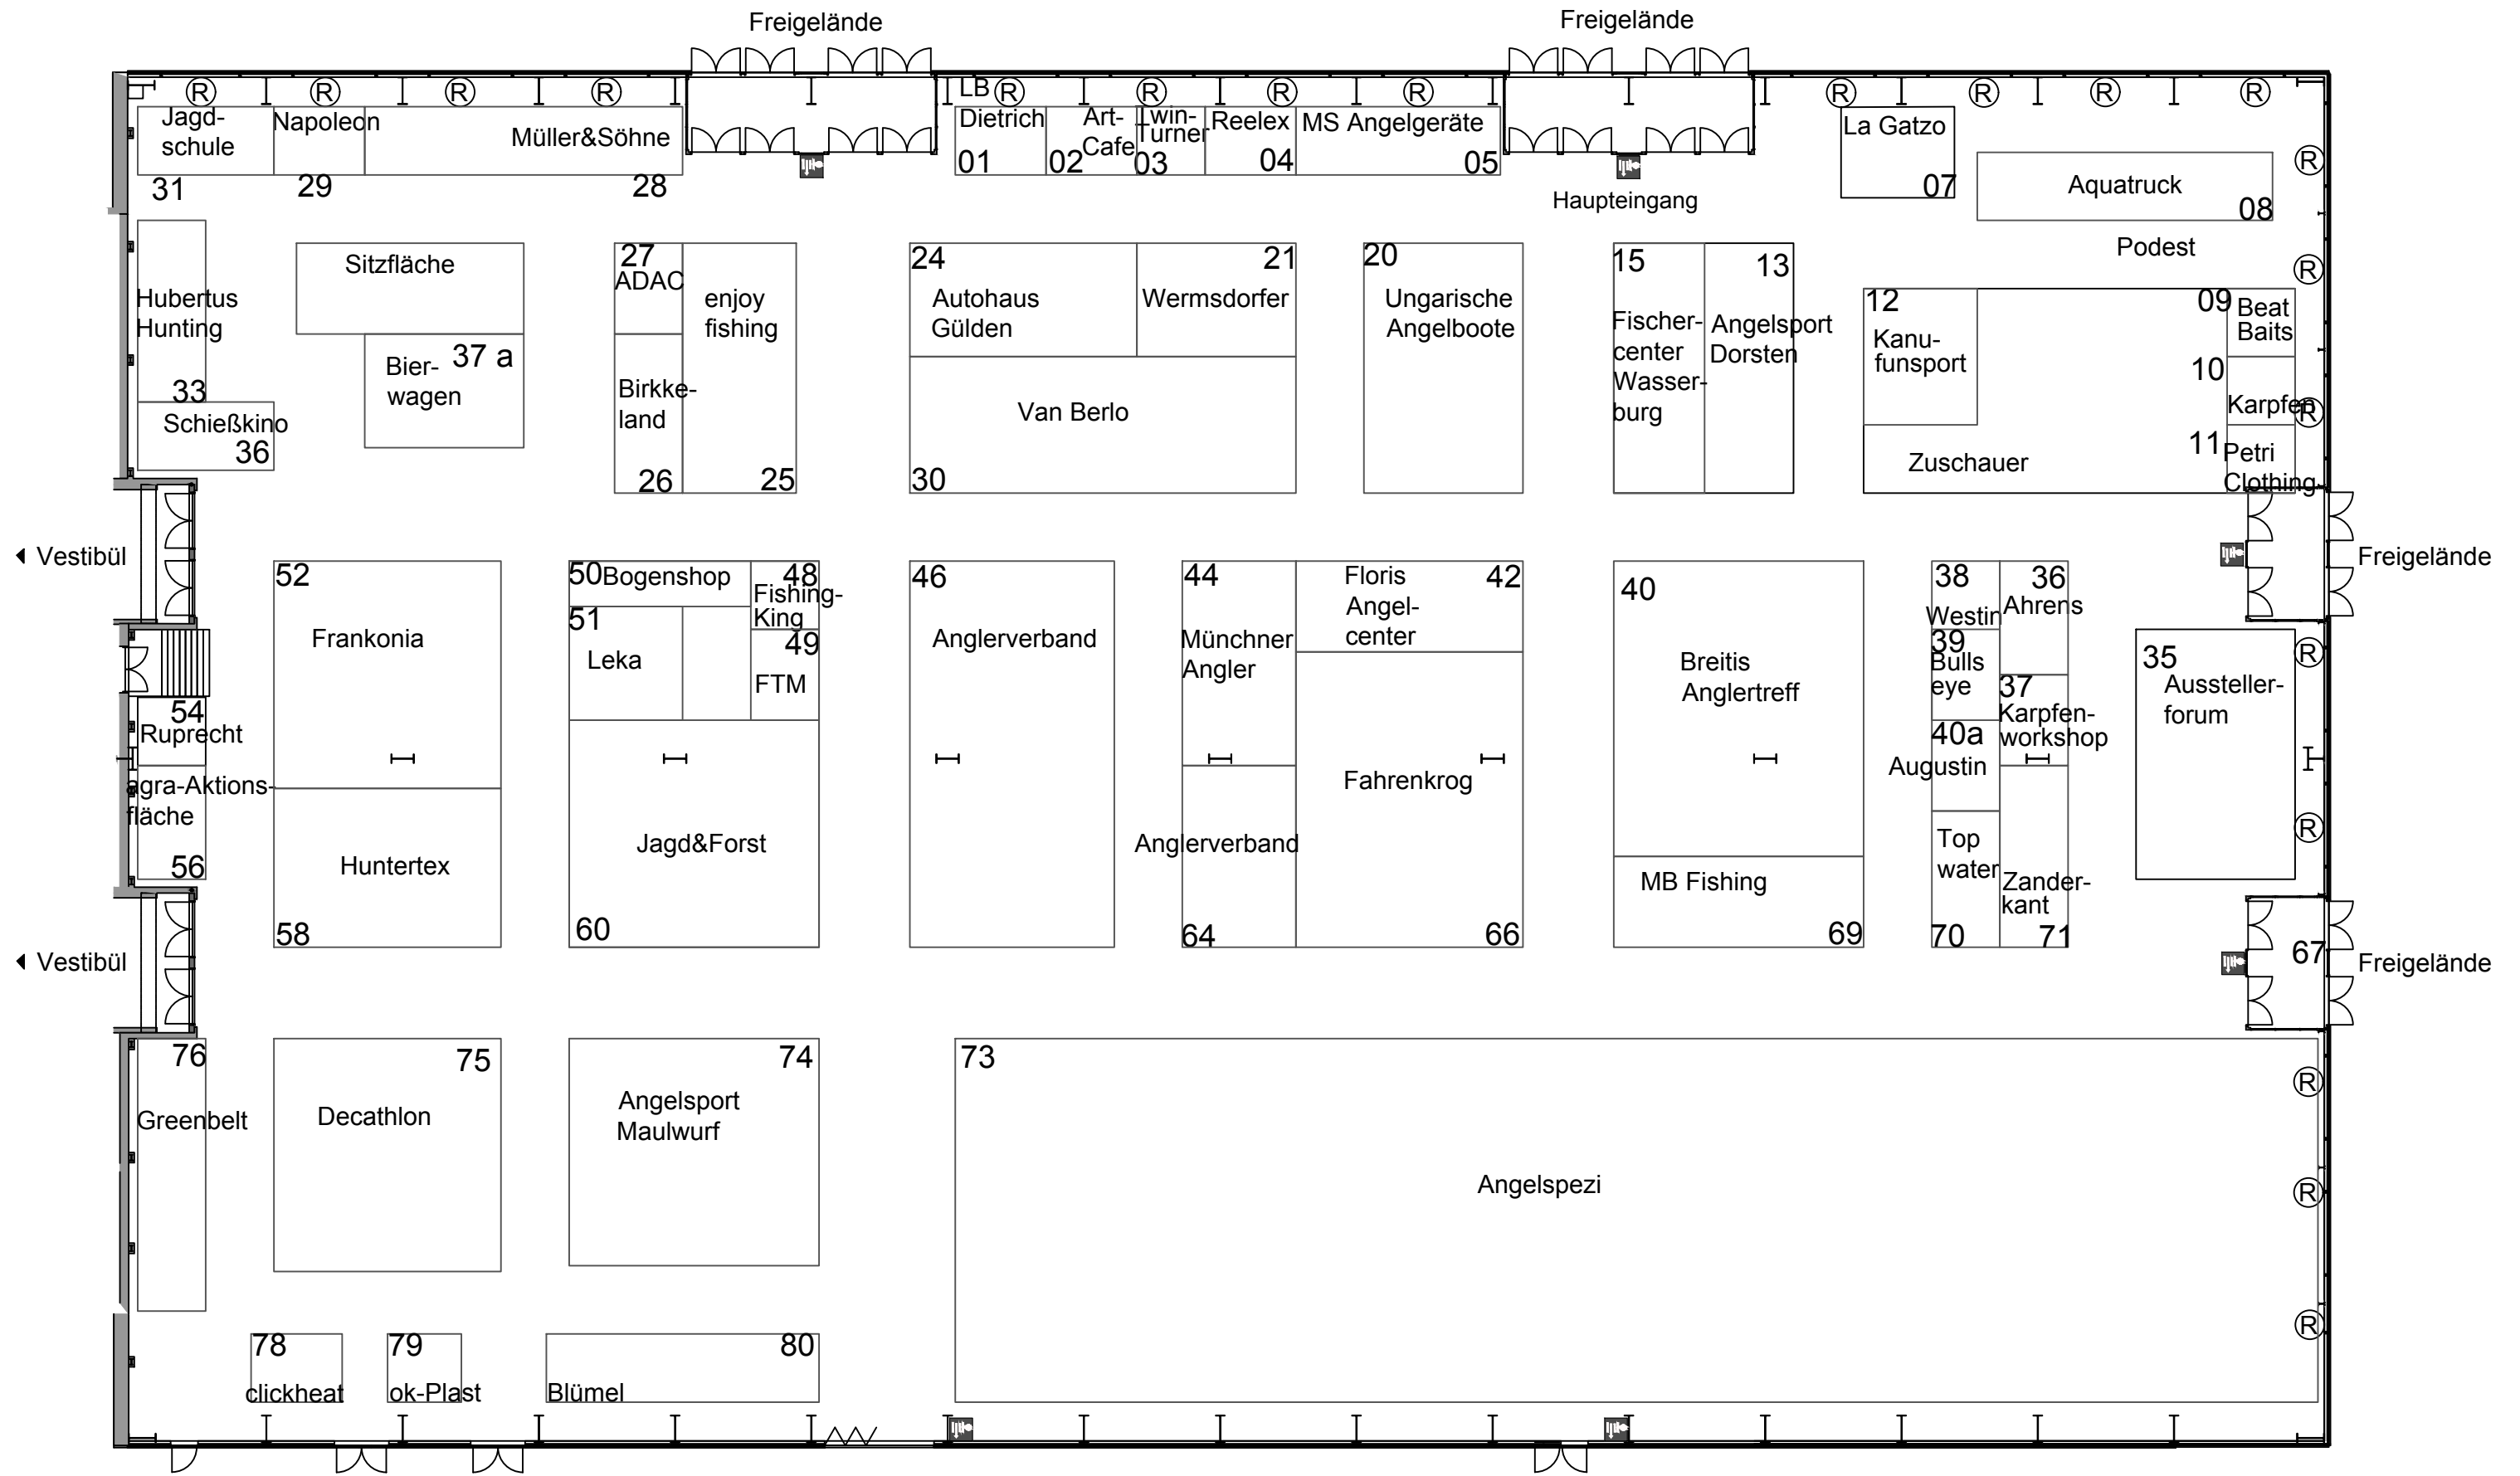 Freigelände
Freigelände
® ® ® ®
LB
® ® ® ®
® ® ® ®
Jagd-
schule
31
Napoleon
29
Müller&Söhne
28
Dietrich
01
Art-
Cafe
02
Twin-
Turner
03
Reelex
04
MS Angelgeräte
05
Haupteingang
La Gatzo
07
Aquatruck
08
®
Podest
®
Hubertus
Hunting
33
Schießkino
36
Sitzfläche
37 a
Bier-
wagen
27
ADAC
Birkke-
land
26
enjoy
fishing
25
24
Autohaus
Gülden
21
Wermsdorfer
Van Berlo
30
20
Ungarische
Angelboote
15
Fischer-
center
Wasser-
burg
13
Angelsport
Dorsten
12
Kanu-
funsport
Zuschauer
09
Beat
Baits
10
Karpfen
®
11
Petri
Clothing
Vestibül
Freigelände
52
Frankonia
50
Bogenshop
48
Fishing-
King
51
Leka
49
FTM
46
Anglerverband
44
Münchner
Angler
Floris
Angel-
center
42
40
Breitis
Anglertreff
38
Westin
36
Ahrens
39
Bulls
eye
37
Karpfen-
workshop
40a
Augustin
®
35
Aussteller-
forum
®
54
Ruprecht
agra-Aktions-
fläche
56
Huntertex
58
Jagd&Forst
60
Anglerverband
64
Fahrenkrog
66
MB Fishing
69
Top
water
70
Zander-
kant
71
Vestibül
67
Freigelände
76
Greenbelt
75
Decathlon
74
Angelsport
Maulwurf
73
Angelspezi
®
®
®
78
clickheat
79
ok-Plast
80
Blümel